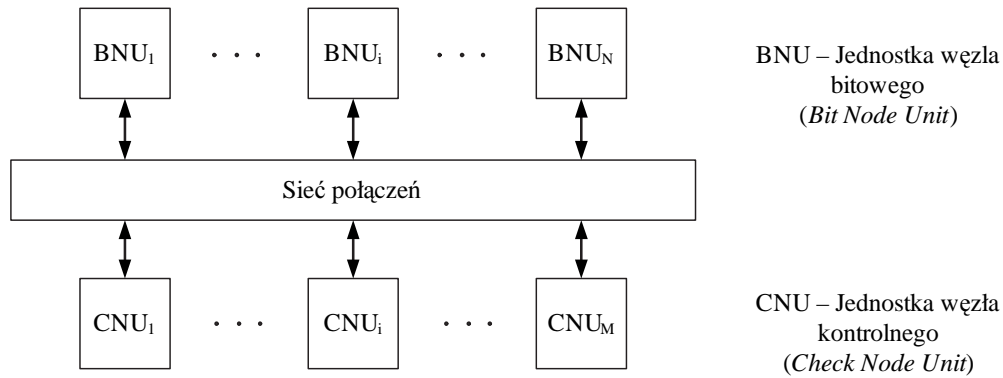 BNU1 · · · BNUi · · · BNUN
BNU – Jednostka węzla
bitowego
(Bit Node Unit)
Sieć połączeń
CNU1 · · · CNUi · · · CNUM
CNU – Jednostka węzła
kontrolnego
(Check Node Unit)